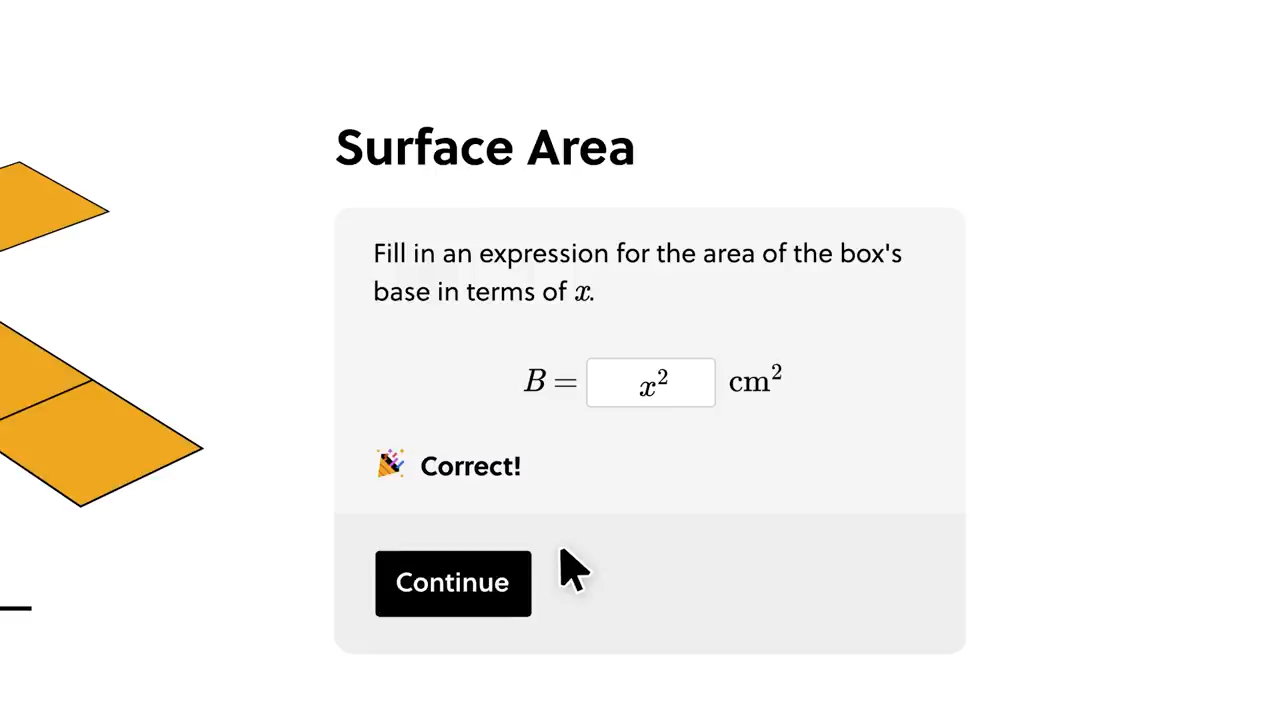 Surface Area
Fill in an expression for the area of the box's
base in terms of x.
B = x² cm²
🎉 Correct!
Continue